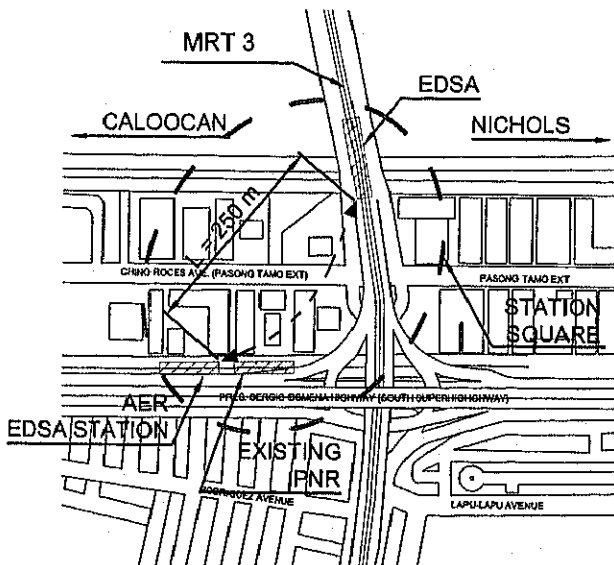 MRT 3
EDSA
CALOOCAN
NICHOLS
L = 250 m
CHINO ROCES AVE. (PASONG TAMO EXT)
PASONG TAMO EXT
STATION
SQUARE
PRES. SERGIO OSMENA HIGHWAY (SOUTH SUPERHIGHGHWAY)
AER
EDSA STATION
EXISTING
PNR
RODRIGUEZ AVENUE
LAPU-LAPU AVENUE